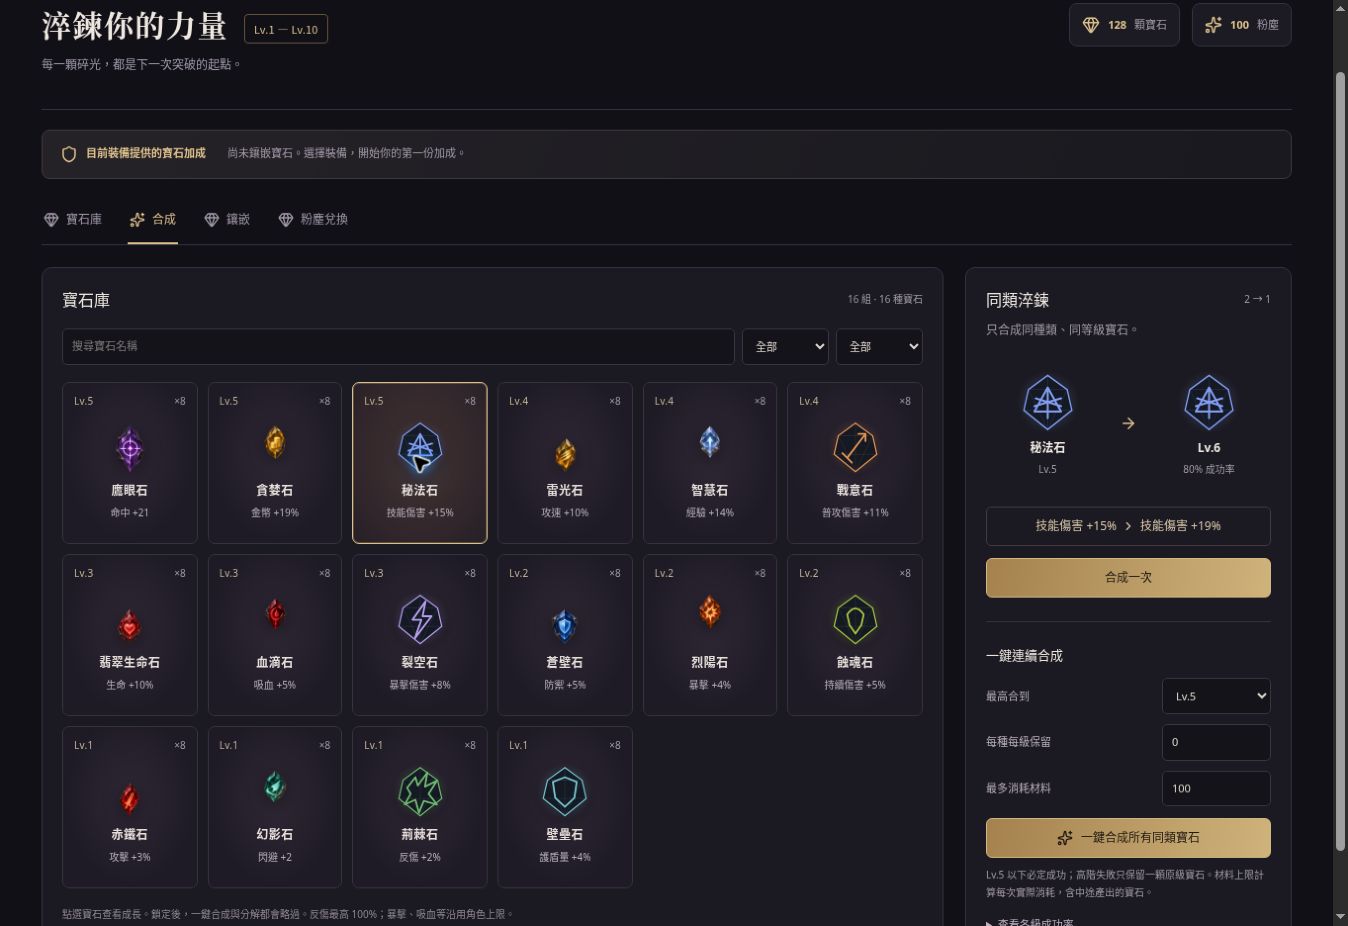 淬鍊你的力量
Lv.1 — Lv.10
128 顆寶石
100 粉塵
每一顆碎光，都是下一次突破的起點。
目前裝備提供的寶石加成
尚未鑲嵌寶石。選擇裝備，開始你的第一份加成。
寶石庫
合成
鑲嵌
粉塵兌換
寶石庫
16 組 · 16 種寶石
搜尋寶石名稱
全部
全部
Lv.5 ×8
鷹眼石
命中 +21
Lv.5 ×8
貪婪石
金幣 +19%
Lv.5 ×8
秘法石
技能傷害 +15%
Lv.4 ×8
雷光石
攻速 +10%
Lv.4 ×8
智慧石
經驗 +14%
Lv.4 ×8
戰意石
普攻傷害 +11%
Lv.3 ×8
翡翠生命石
生命 +10%
Lv.3 ×8
血滴石
吸血 +5%
Lv.3 ×8
裂空石
暴擊傷害 +8%
Lv.2 ×8
蒼壁石
防禦 +5%
Lv.2 ×8
烈陽石
暴擊 +4%
Lv.2 ×8
蝕魂石
持續傷害 +5%
Lv.1 ×8
赤鐵石
攻擊 +3%
Lv.1 ×8
幻影石
閃避 +2
Lv.1 ×8
荊棘石
反傷 +2%
Lv.1 ×8
壁壘石
護盾量 +4%
點選寶石查看成長。鎖定後，一鍵合成與分解都會略過。反傷最高 100%；暴擊、吸血等沿用角色上限。
同類淬鍊
2 → 1
只合成同種類、同等級寶石。
秘法石
Lv.5
→
Lv.6
80% 成功率
技能傷害 +15% › 技能傷害 +19%
合成一次
一鍵連續合成
最高合到
Lv.5
每種每級保留
0
最多消耗材料
100
一鍵合成所有同類寶石
Lv.5 以下必定成功；高階失敗只保留一顆原級寶石。材料上限計
算每次實際消耗，含中途產出的寶石。
▶ 查看各級成功率